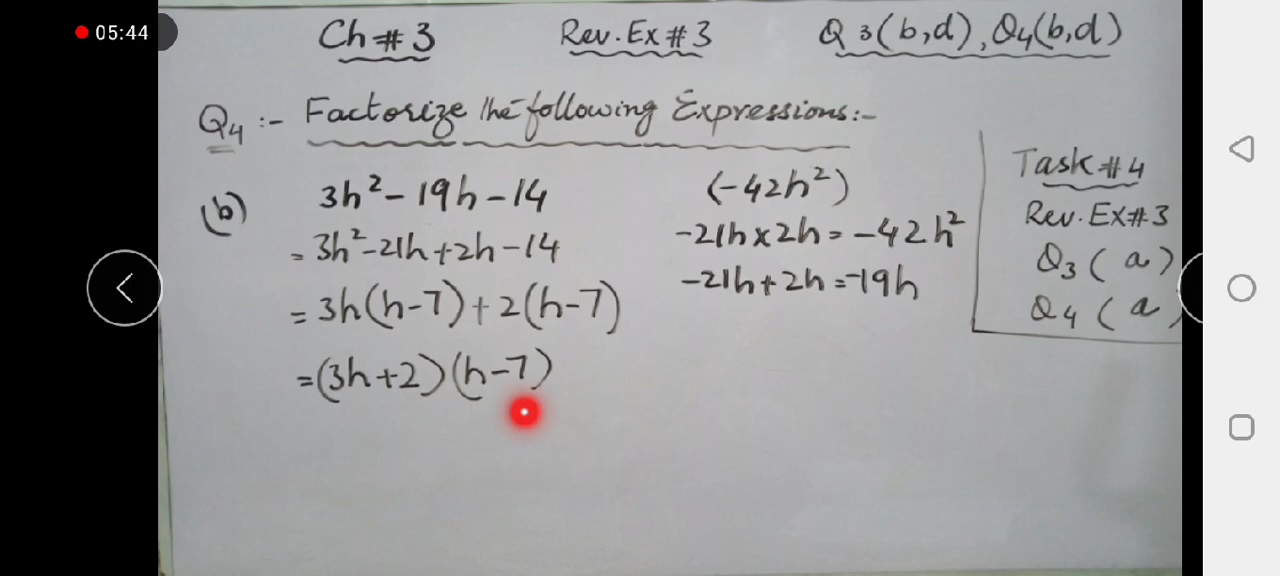 05:44
Ch # 3 Rev. Ex # 3 Q 3(b,d), Q4(b,d)
Q4 :- Factorize the following Expressions:-
(b) 3h² - 19h - 14 (-42h²)
= 3h² - 21h + 2h - 14 -21h x 2h = -42h²
= 3h(h-7) + 2(h-7) -21h + 2h = -19h
= (3h+2)(h-7)
Task # 4
Rev. Ex # 3
Q3 ( a )
Q4 ( a )